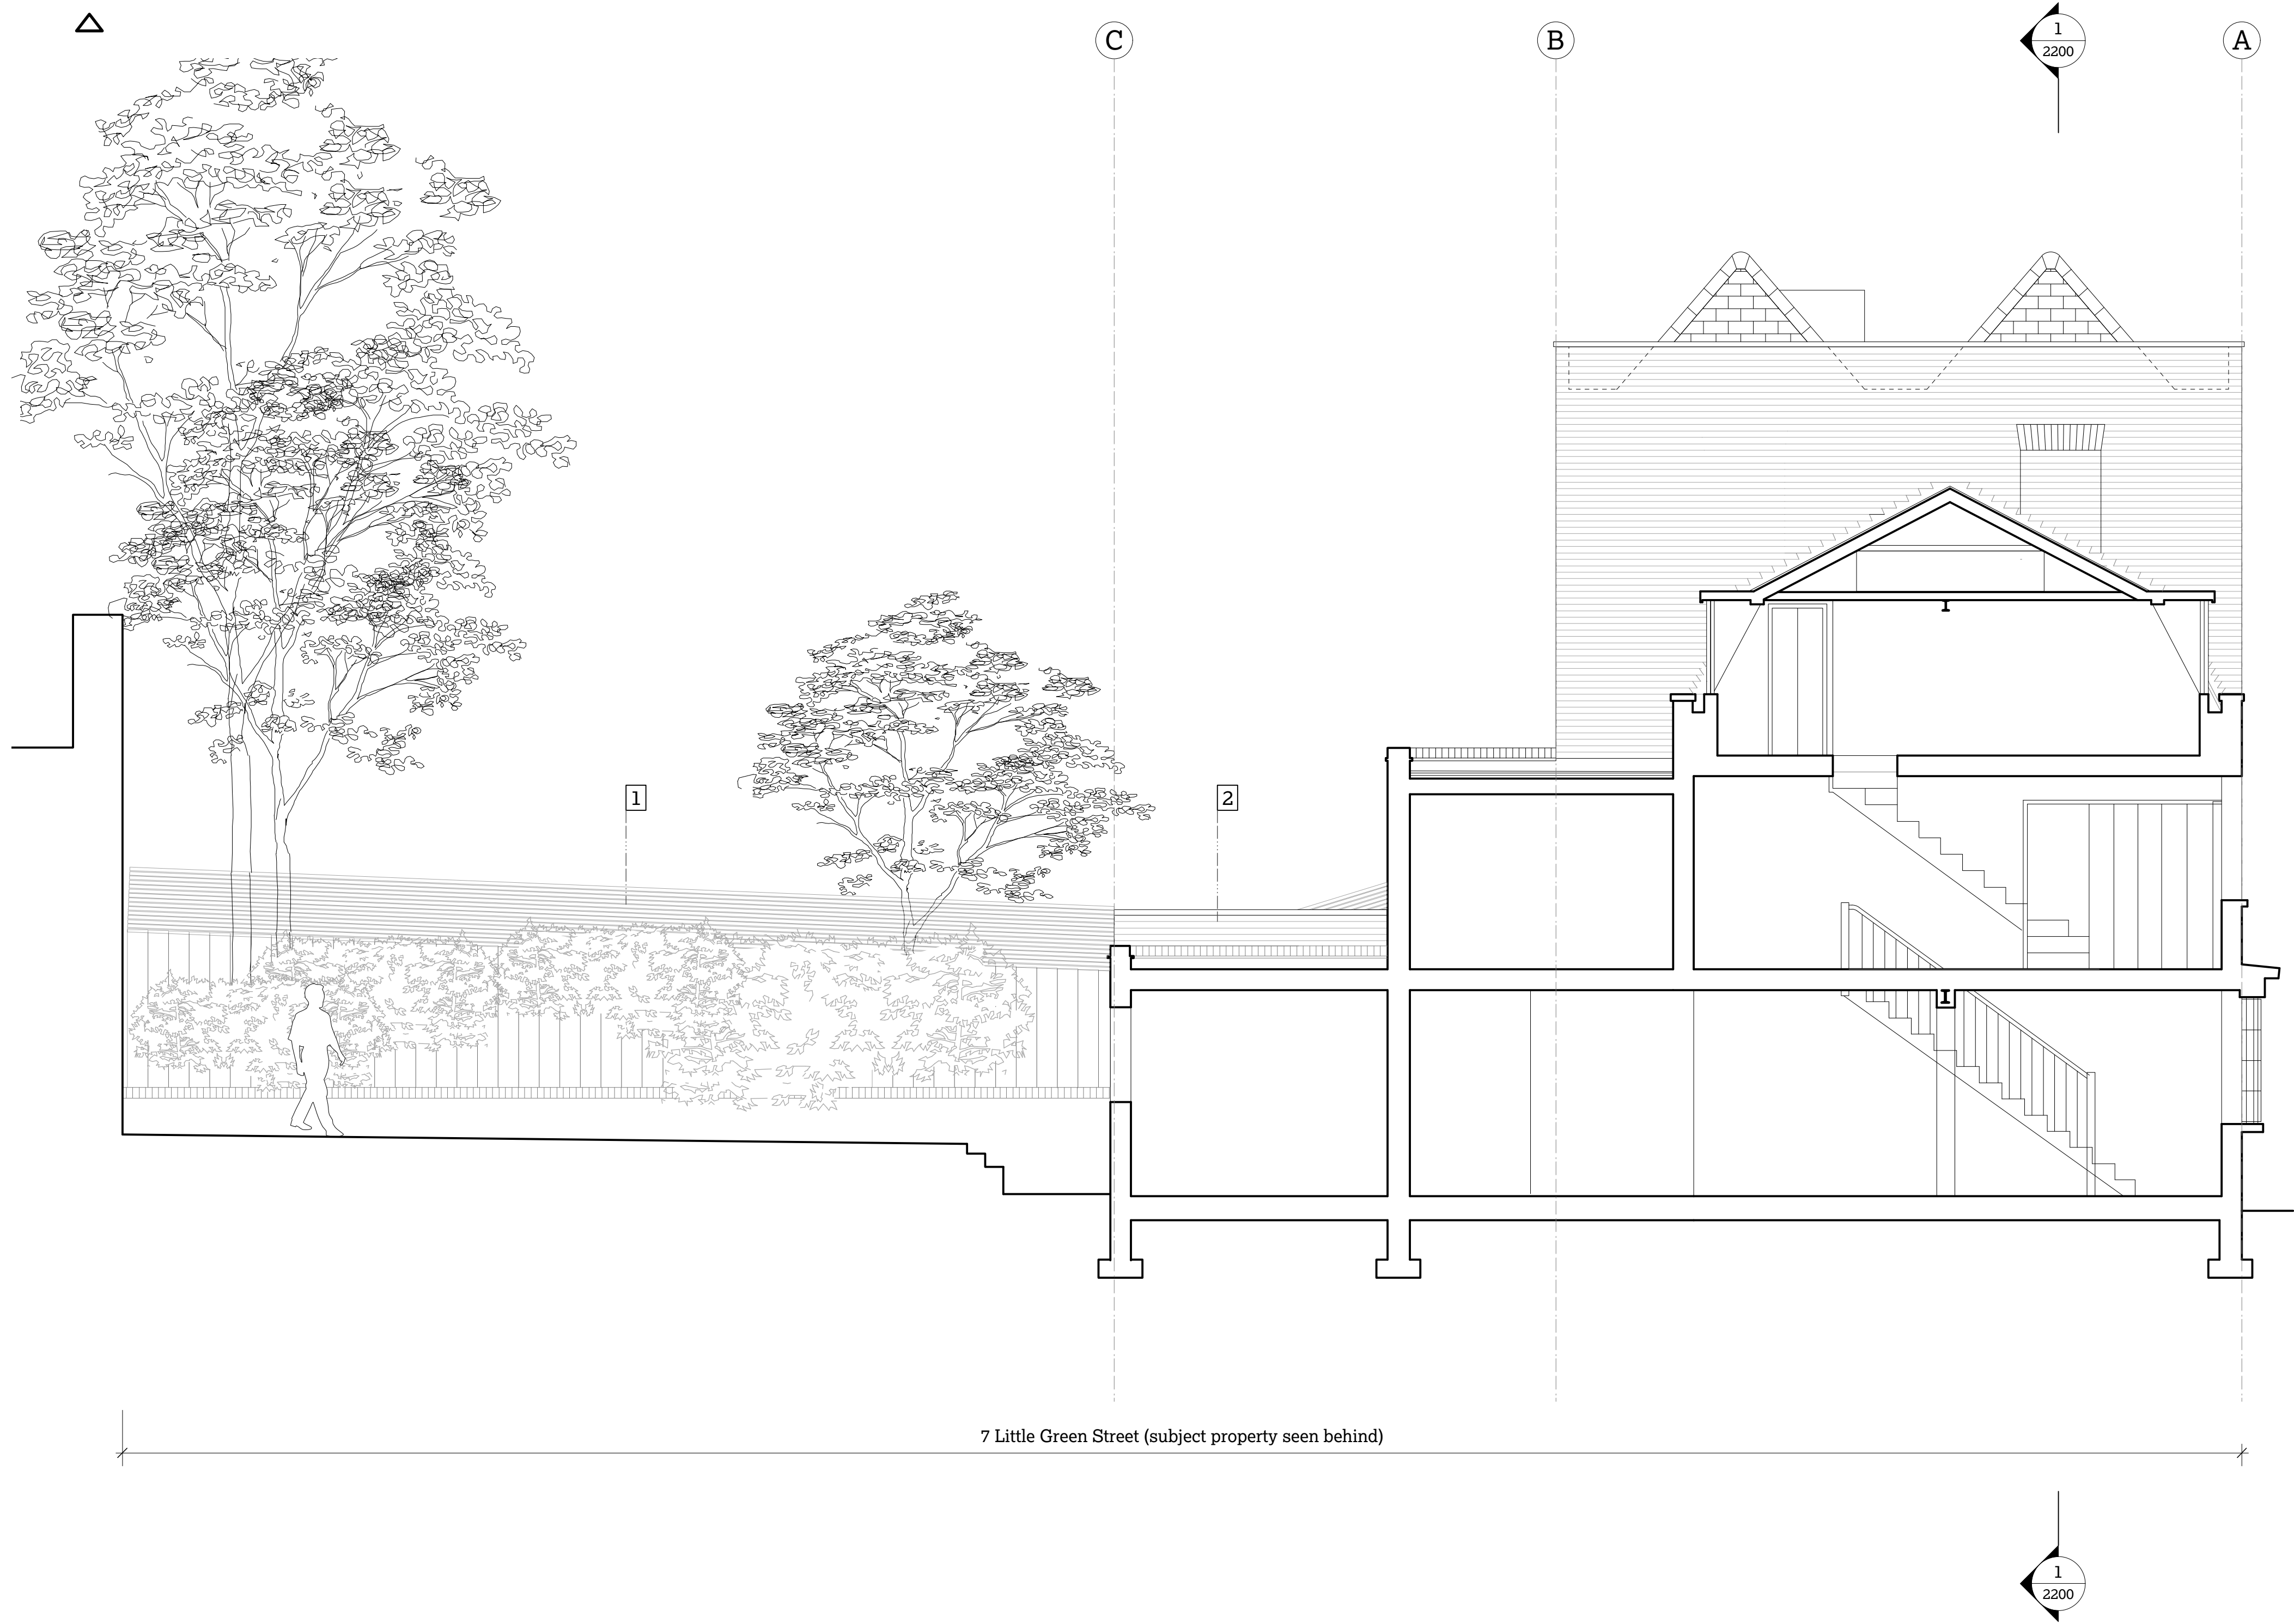 C
B
1
2200
A
1
2
7 Little Green Street (subject property seen behind)
1
2200